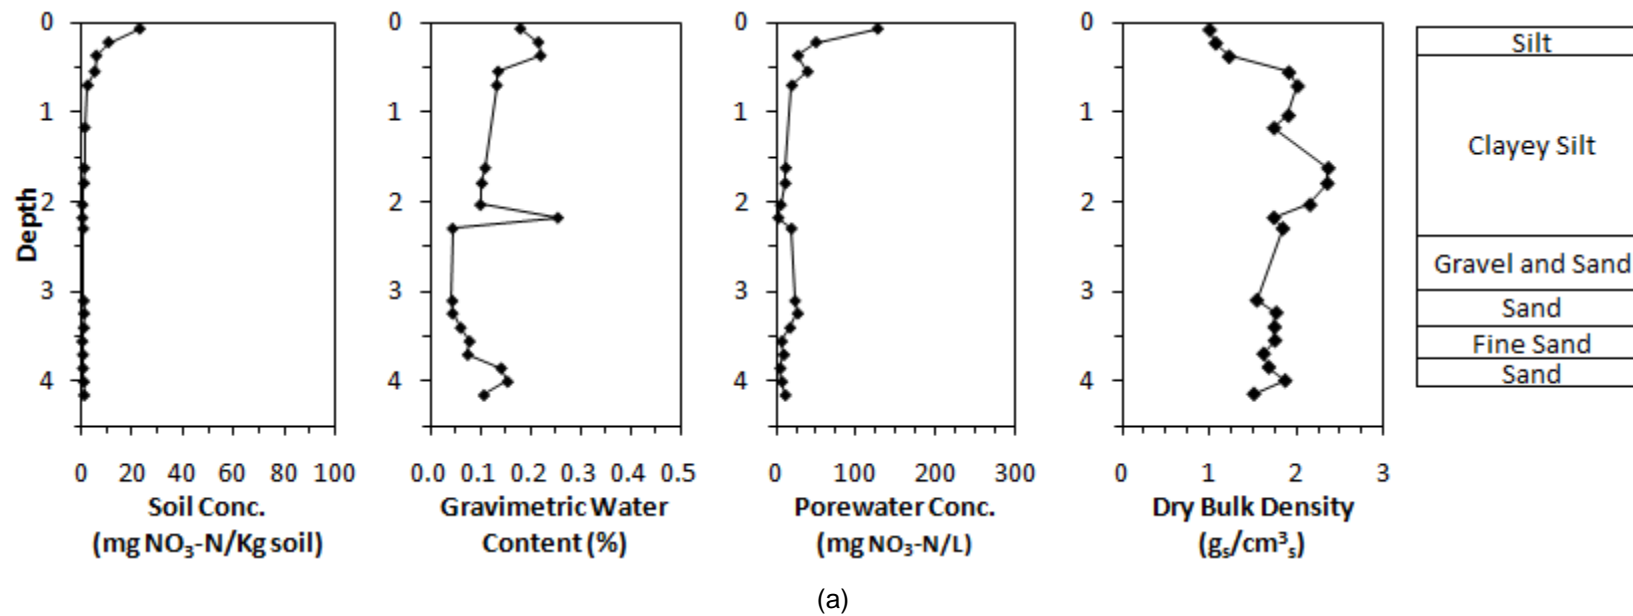 0
1
2
3
4
Depth
0 20 40 60 80 100
Soil Conc.
(mg NO₃-N/Kg soil)
0
1
2
3
4
0.0 0.1 0.2 0.3 0.4 0.5
Gravimetric Water
Content (%)
0
1
2
3
4
0 100 200 300
Porewater Conc.
(mg NO₃-N/L)
0
1
2
3
4
0 1 2 3
Dry Bulk Density
(gₛ/cm³ₛ)
Silt
Clayey Silt
Gravel and Sand
Sand
Fine Sand
Sand
(a)